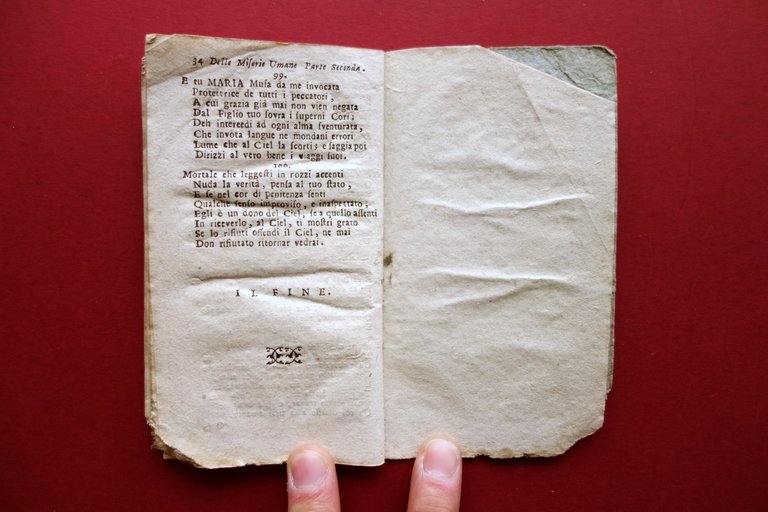 34 Delle Miserie Umane Parte Seconda.
99.
E tu MARIA Musa da me invocata
Protettrice de tutti i peccatori,
A cui grazia già mai non vien negata
Dal Figlio tuo sovra i superni Cori;
Deh intercedi ad ogni alma sventurata,
Che invota langue ne mondani errori
Lume che al Ciel la scorti; e saggia poi
Dirizzi al vero bene i viaggi suoi.
100.
Mortale che leggesti in rozzi accenti
Nuda la verità, pensa al tuo stato,
E se nel cor di penitenza senti
Qualche senso improviso, e inaspettato;
Egli è un dono del Ciel, se a quello assenti
In riceverlo, al Ciel, ti mostri grato
Se lo rifiuti offendi il Ciel, ne mai
Don rifiutato ritornar vedrai.
IL FINE.